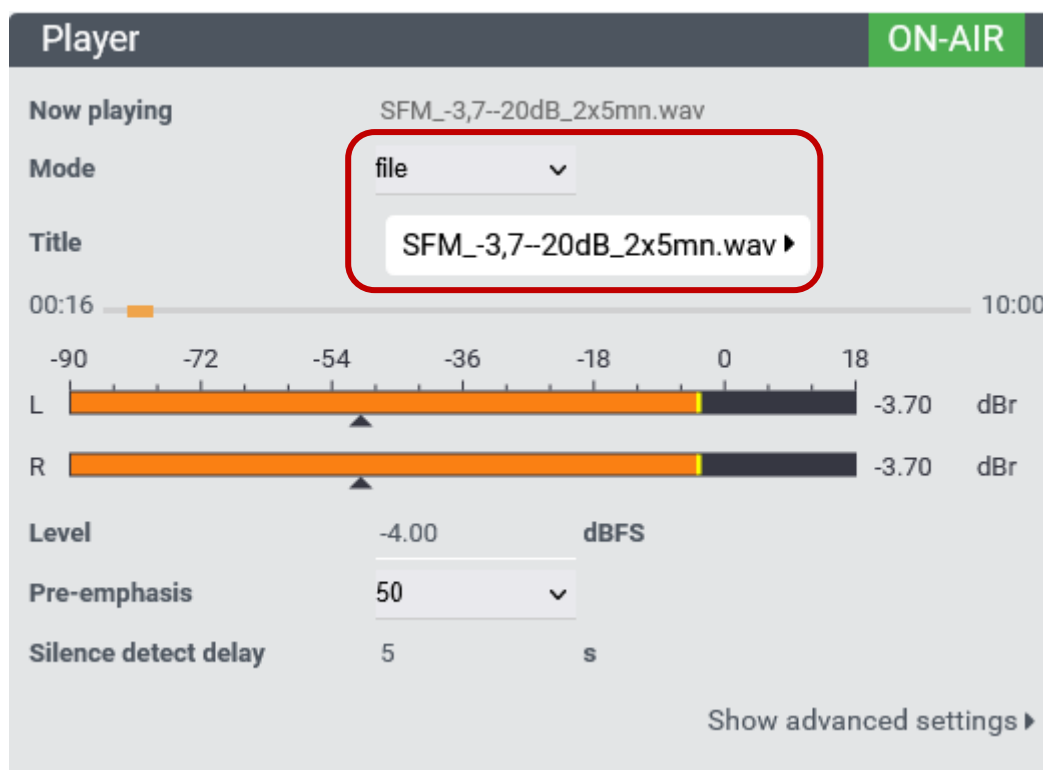 Player ON-AIR
Now playing SFM_-3,7--20dB_2x5mn.wav
Mode file
Title SFM_-3,7--20dB_2x5mn.wav
00:16 10:00
-90 -72 -54 -36 -18 0 18
L -3.70 dBr
R -3.70 dBr
Level -4.00 dBFS
Pre-emphasis 50
Silence detect delay 5 s
Show advanced settings